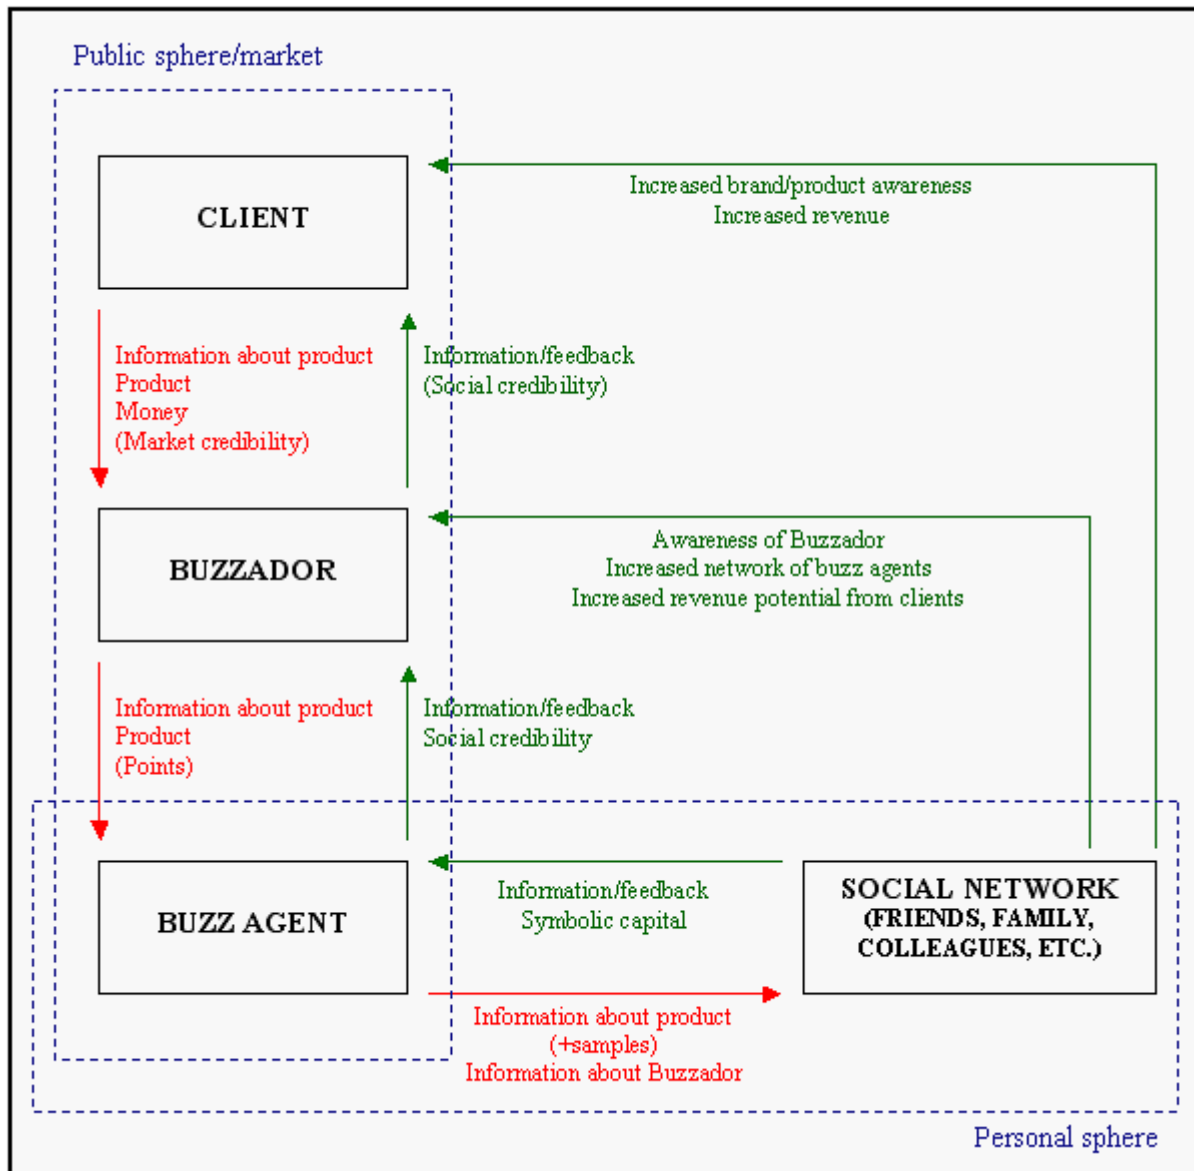 Public sphere/market
CLIENT
Increased brand/product awareness
Increased revenue
Information about product
Product
Money
(Market credibility)
Information/feedback
(Social credibility)
BUZZADOR
Awareness of Buzzador
Increased network of buzz agents
Increased revenue potential from clients
Information about product
Product
(Points)
Information/feedback
Social credibility
BUZZ AGENT
Information/feedback
Symbolic capital
SOCIAL NETWORK
(FRIENDS, FAMILY,
COLLEAGUES, ETC.)
Information about product
(+samples)
Information about Buzzador
Personal sphere